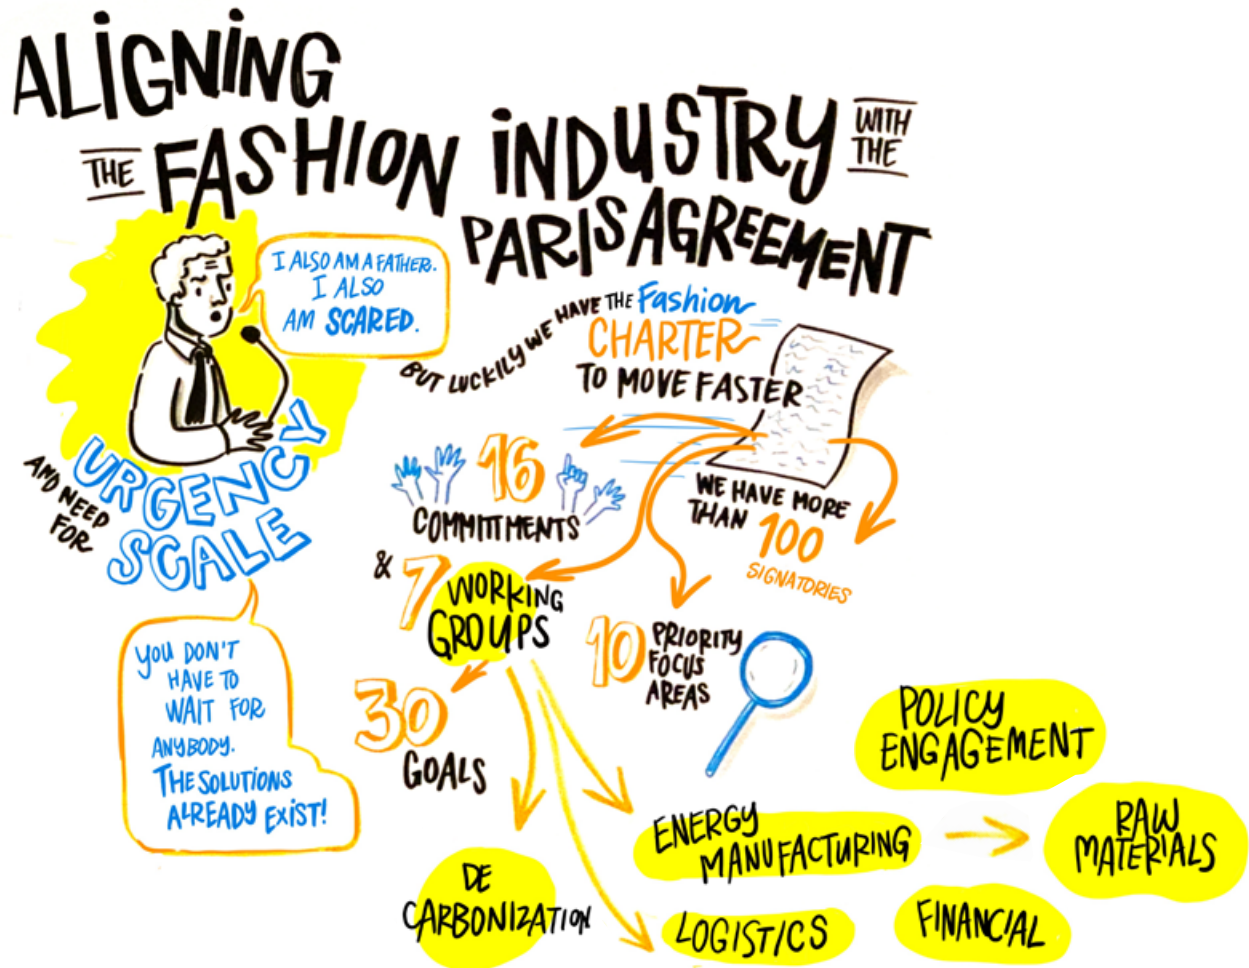 ALIGNING
THE FASHION INDUSTRY WITH THE
PARIS AGREEMENT
I ALSO AM A FATHER.
I ALSO
AM SCARED.
BUT LUCKILY WE HAVE THE Fashion
CHARTER
TO MOVE FASTER
URGENCY
AND NEED
FOR
SCALE
YOU DON'T
HAVE TO
WAIT FOR
ANYBODY.
THE SOLUTIONS
ALREADY EXIST!
16
COMMITMENTS
WE HAVE MORE
THAN 100
SIGNATORIES
& 7 WORKING
GROUPS
10 PRIORITY
FOCUS
AREAS
30
GOALS
POLICY
ENGAGEMENT
ENERGY
MANUFACTURING
RAW
MATERIALS
DE
CARBONIZATION
LOGISTICS
FINANCIAL